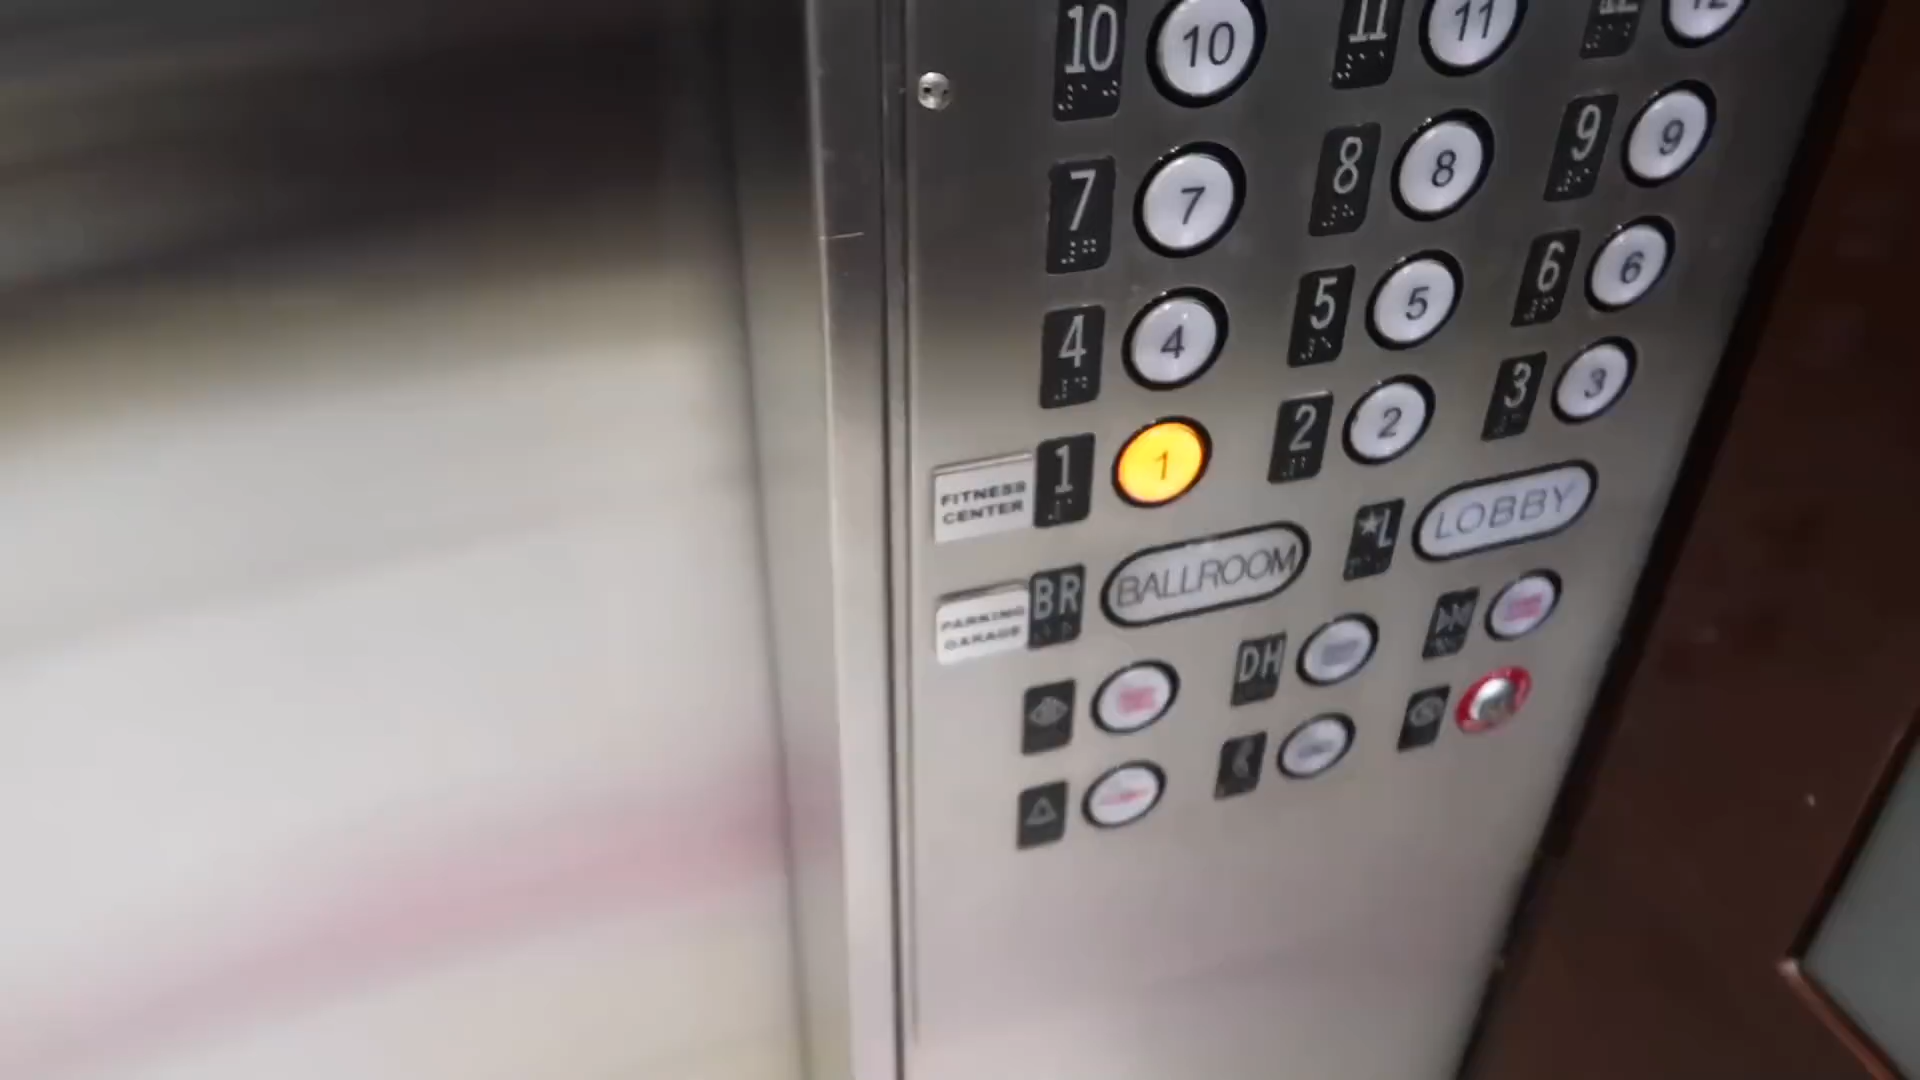 10 10 11 11 12
7 7 8 8 9 9
4 4 5 5 6 6
FITNESS
CENTER
1 1 2 2 3 3
PARKING
GARAGE
BR BALLROOM ★L LOBBY
DH